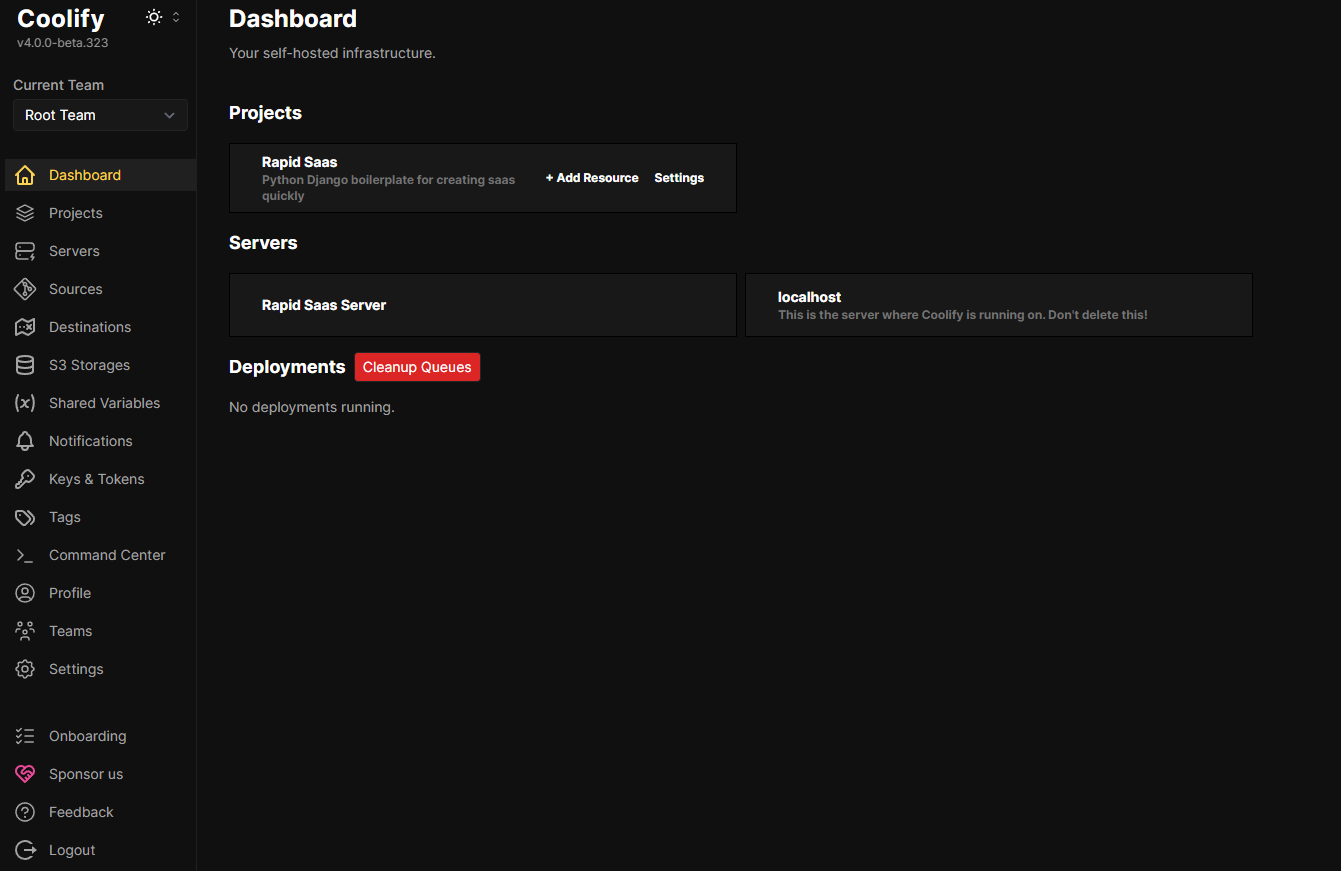 Coolify
v4.0.0-beta.323
Current Team
Root Team
Dashboard
Projects
Servers
Sources
Destinations
S3 Storages
Shared Variables
Notifications
Keys & Tokens
Tags
Command Center
Profile
Teams
Settings
Onboarding
Sponsor us
Feedback
Logout
Dashboard
Your self-hosted infrastructure.
Projects
Rapid Saas
Python Django boilerplate for creating saas
quickly
+ Add Resource
Settings
Servers
Rapid Saas Server
localhost
This is the server where Coolify is running on. Don't delete this!
Deployments
Cleanup Queues
No deployments running.